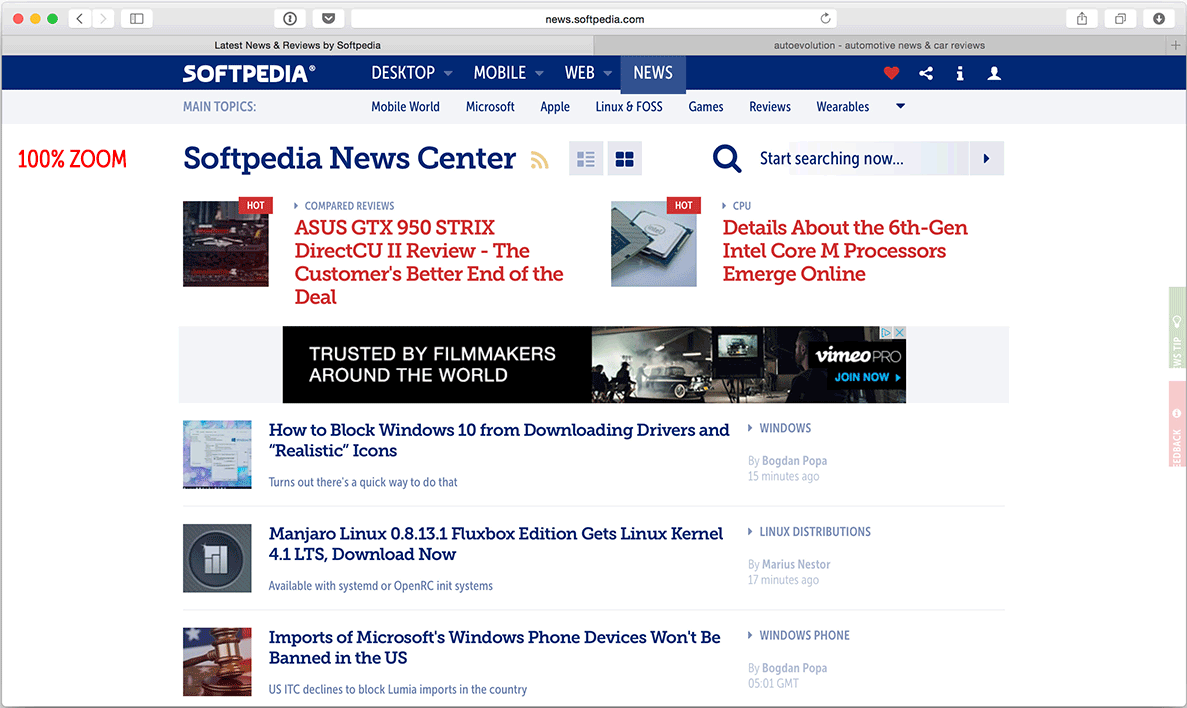 news.softpedia.com
Latest News & Reviews by Softpedia
autoevolution - automotive news & car reviews
SOFTPEDIA®
DESKTOP
MOBILE
WEB
NEWS
MAIN TOPICS:
Mobile World
Microsoft
Apple
Linux & FOSS
Games
Reviews
Wearables
100% ZOOM
Softpedia News Center
Start searching now...
HOT
COMPARED REVIEWS
ASUS GTX 950 STRIX
DirectCU II Review - The
Customer's Better End of the
Deal
HOT
CPU
Details About the 6th-Gen
Intel Core M Processors
Emerge Online
TRUSTED BY FILMMAKERS
AROUND THE WORLD
vimeo PRO
JOIN NOW
How to Block Windows 10 from Downloading Drivers and
“Realistic” Icons
Turns out there's a quick way to do that
WINDOWS
By Bogdan Popa
15 minutes ago
Manjaro Linux 0.8.13.1 Fluxbox Edition Gets Linux Kernel
4.1 LTS, Download Now
Available with systemd or OpenRC init systems
LINUX DISTRIBUTIONS
By Marius Nestor
17 minutes ago
Imports of Microsoft's Windows Phone Devices Won't Be
Banned in the US
US ITC declines to block Lumia imports in the country
WINDOWS PHONE
By Bogdan Popa
05:01 GMT
WS TIP
EEDBACK